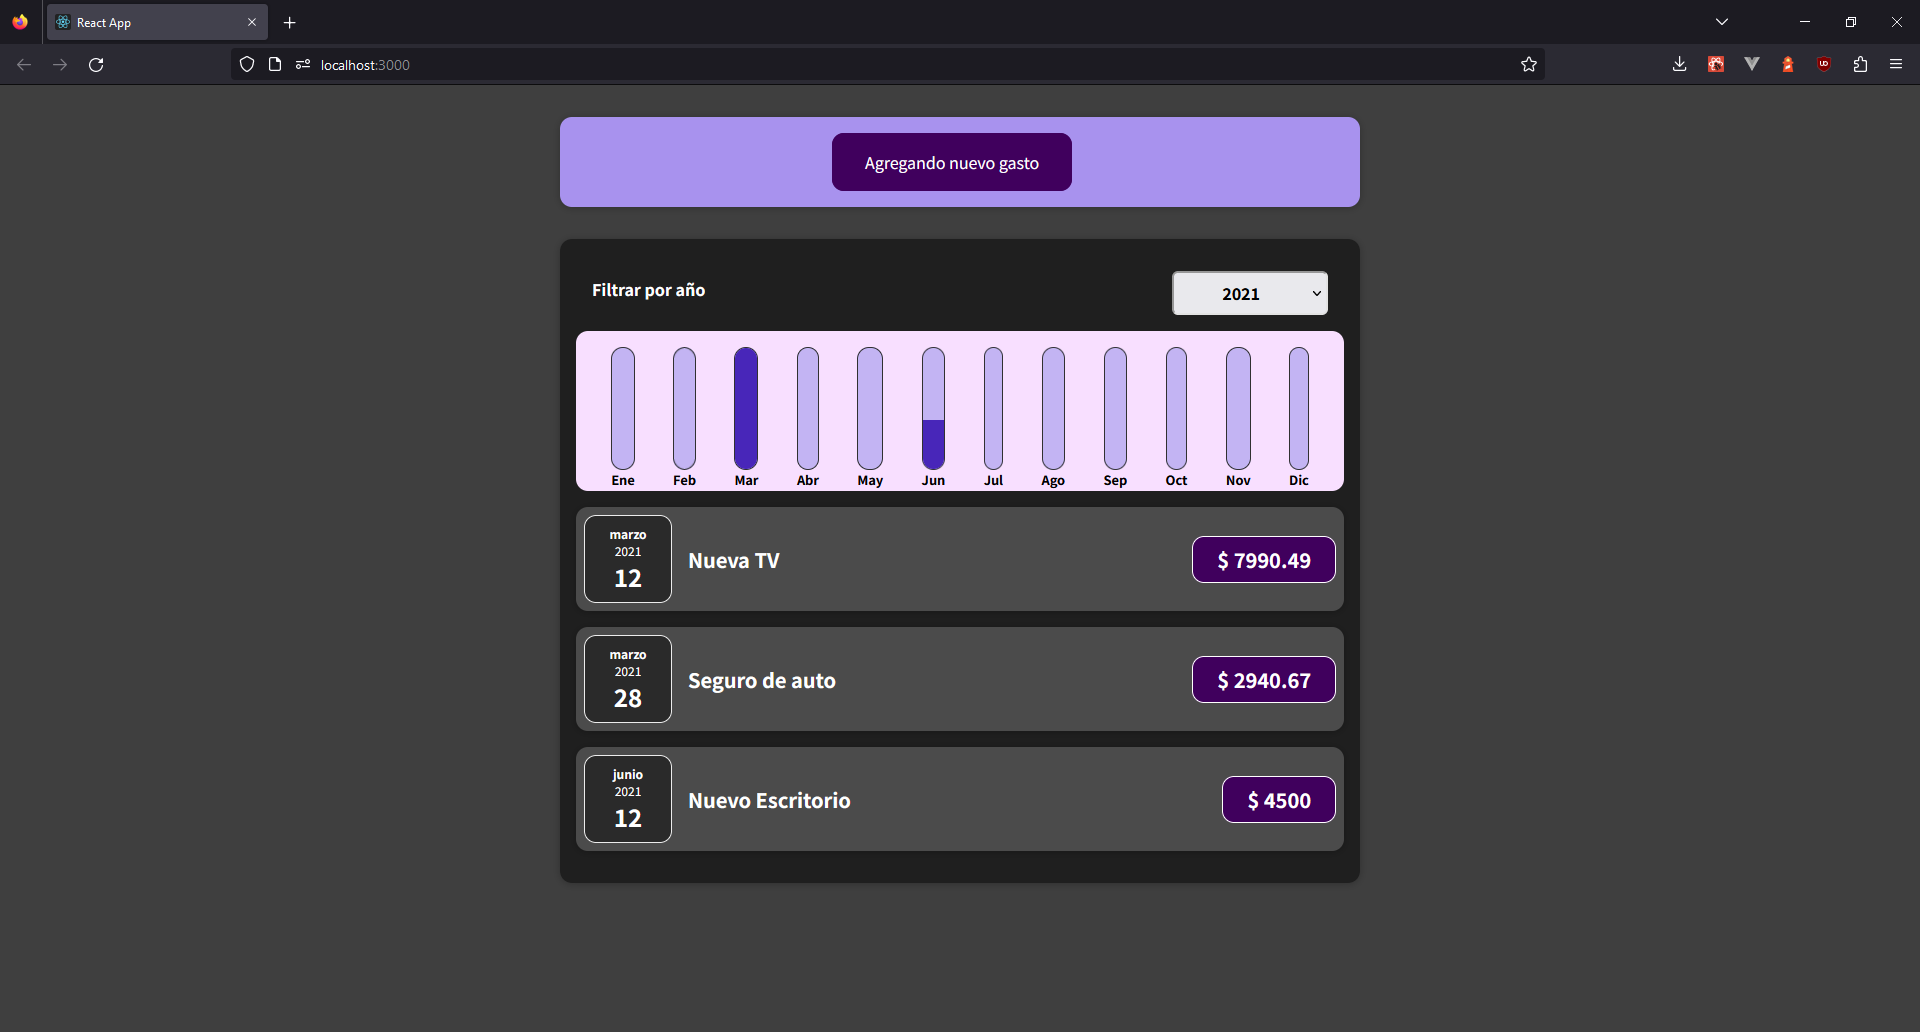 React App
localhost:3000
Agregando nuevo gasto
Filtrar por año
2021
Ene Feb Mar Abr May Jun Jul Ago Sep Oct Nov Dic
marzo
2021
12
Nueva TV
$ 7990.49
marzo
2021
28
Seguro de auto
$ 2940.67
junio
2021
12
Nuevo Escritorio
$ 4500